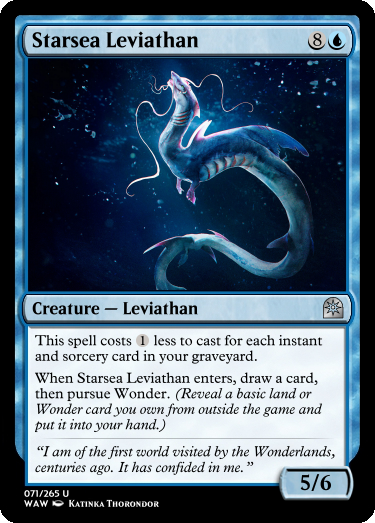 Starsea Leviathan 8
Creature — Leviathan
This spell costs 1 less to cast for each instant
and sorcery card in your graveyard.
When Starsea Leviathan enters, draw a card,
then pursue Wonder. (Reveal a basic land or
Wonder card you own from outside the game and
put it into your hand.)
“I am of the first world visited by the Wonderlands,
centuries ago. It has confided in me.”
5/6
071/265 U
WAW KATINKA THORONDOR